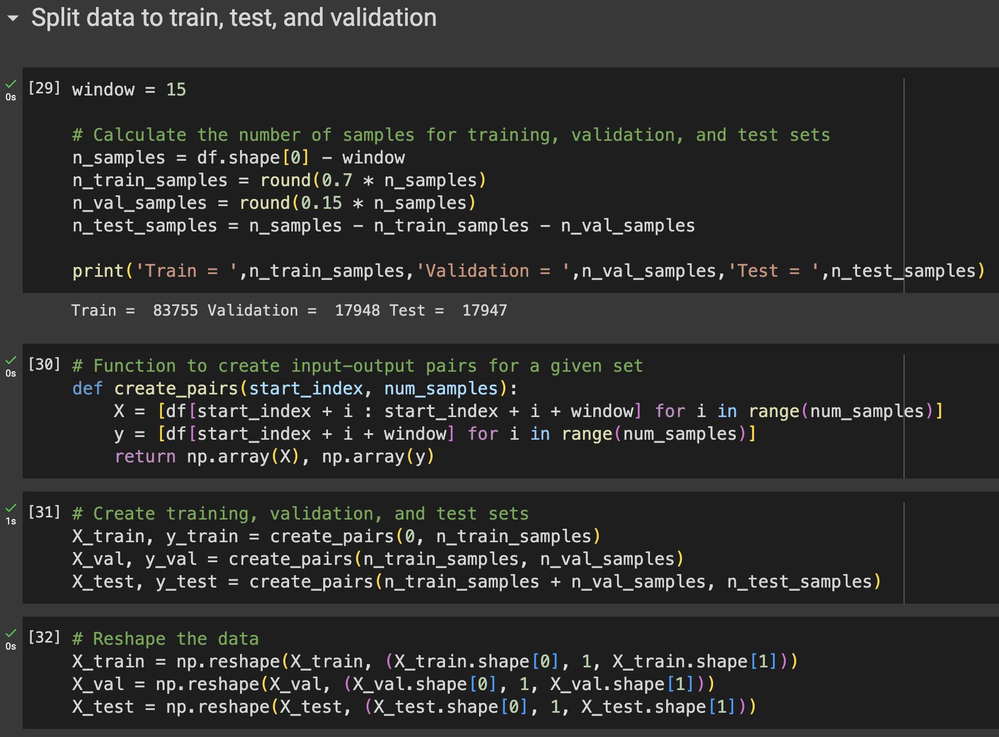 Split data to train, test, and validation
0s
[29] window = 15
# Calculate the number of samples for training, validation, and test sets
n_samples = df.shape[0] - window
n_train_samples = round(0.7 * n_samples)
n_val_samples = round(0.15 * n_samples)
n_test_samples = n_samples - n_train_samples - n_val_samples
print('Train = ',n_train_samples,'Validation = ',n_val_samples,'Test = ',n_test_samples)
Train =  83755 Validation =  17948 Test =  17947
0s
[30] # Function to create input-output pairs for a given set
def create_pairs(start_index, num_samples):
    X = [df[start_index + i : start_index + i + window] for i in range(num_samples)]
    y = [df[start_index + i + window] for i in range(num_samples)]
    return np.array(X), np.array(y)
1s
[31] # Create training, validation, and test sets
X_train, y_train = create_pairs(0, n_train_samples)
X_val, y_val = create_pairs(n_train_samples, n_val_samples)
X_test, y_test = create_pairs(n_train_samples + n_val_samples, n_test_samples)
0s
[32] # Reshape the data
X_train = np.reshape(X_train, (X_train.shape[0], 1, X_train.shape[1]))
X_val = np.reshape(X_val, (X_val.shape[0], 1, X_val.shape[1]))
X_test = np.reshape(X_test, (X_test.shape[0], 1, X_test.shape[1]))